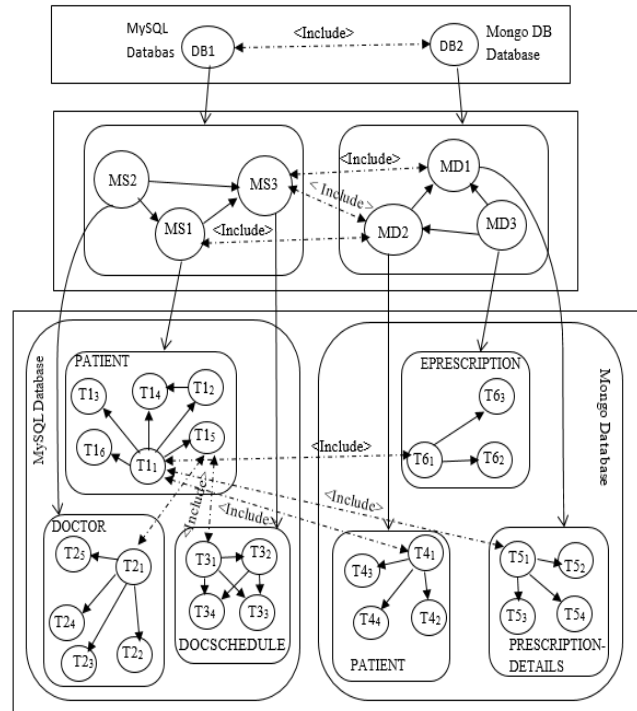 MySQL
Databas
DB1
<Include>
DB2
Mongo DB
Database
MS2
MS3
MS1
<Include>
< Include>
<Include>
MD1
MD2
MD3
MySQL Database
PATIENT
T1₃
T1₄
T1₂
T1₅
T1₆
T1₁
<Include>
EPRESCRIPTION
T6₃
T6₁
T6₂
Mongo Database
<Include>
<Include>
DOCTOR
T2₅
T2₁
T2₄
T2₃
T2₂
T3₁
T3₂
T3₄
T3₃
DOCSCHEDULE
T4₁
T4₃
T4₄
T4₂
PATIENT
T5₁
T5₂
T5₃
T5₄
PRESCRIPTION-
DETAILS